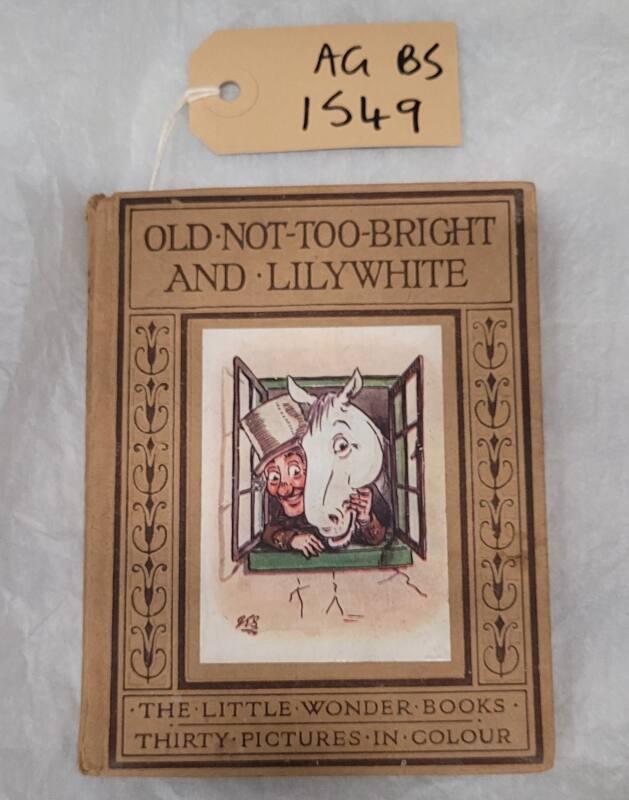 AG BS
1549
OLD·NOT-TOO-BRIGHT
AND·LILYWHITE
·THE·LITTLE·WONDER·BOOKS·
THIRTY·PICTURES·IN·COLOUR